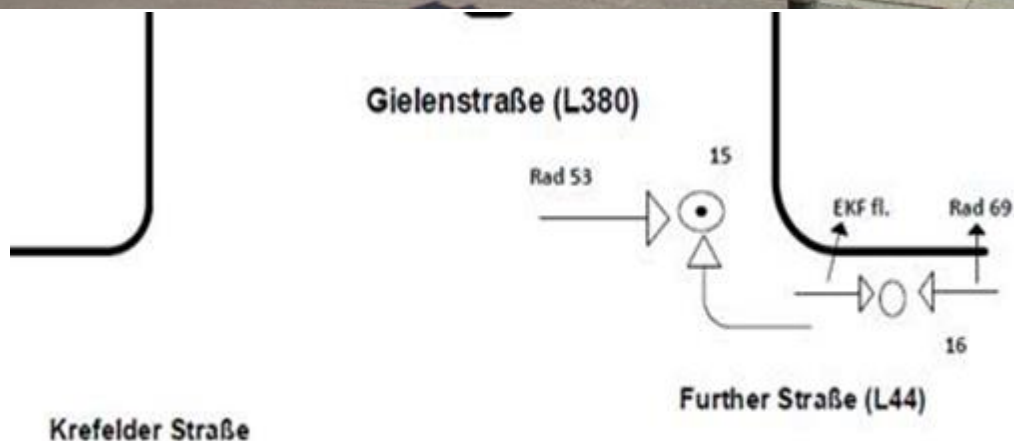 Gielenstraße (L380)
15
Rad 53
EKF fl.
Rad 69
16
Further Straße (L44)
Krefelder Straße